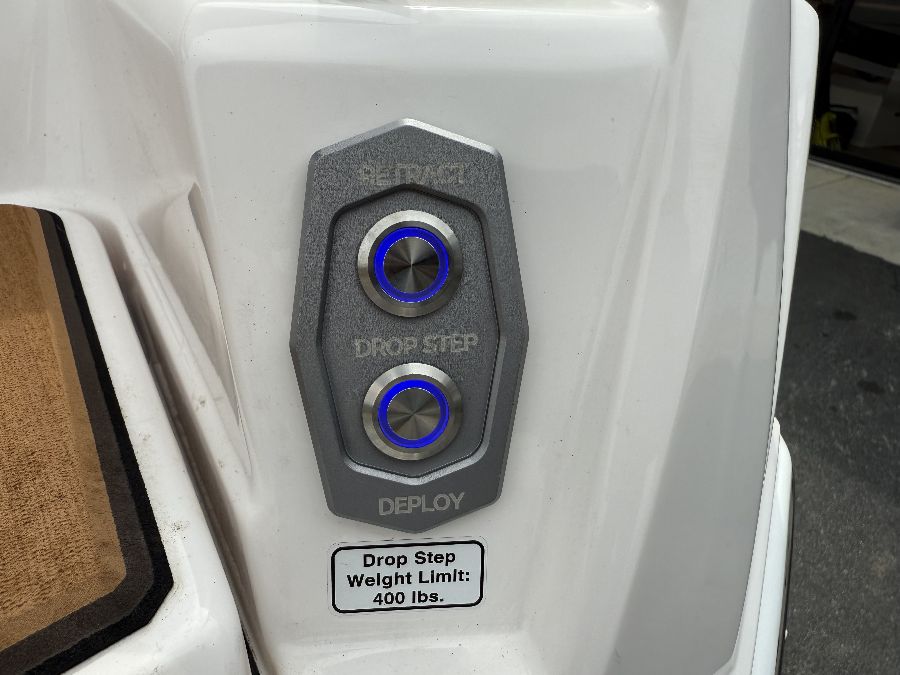 RETRACT
DROP STEP
DEPLOY
Drop Step
Weight Limit:
400 lbs.